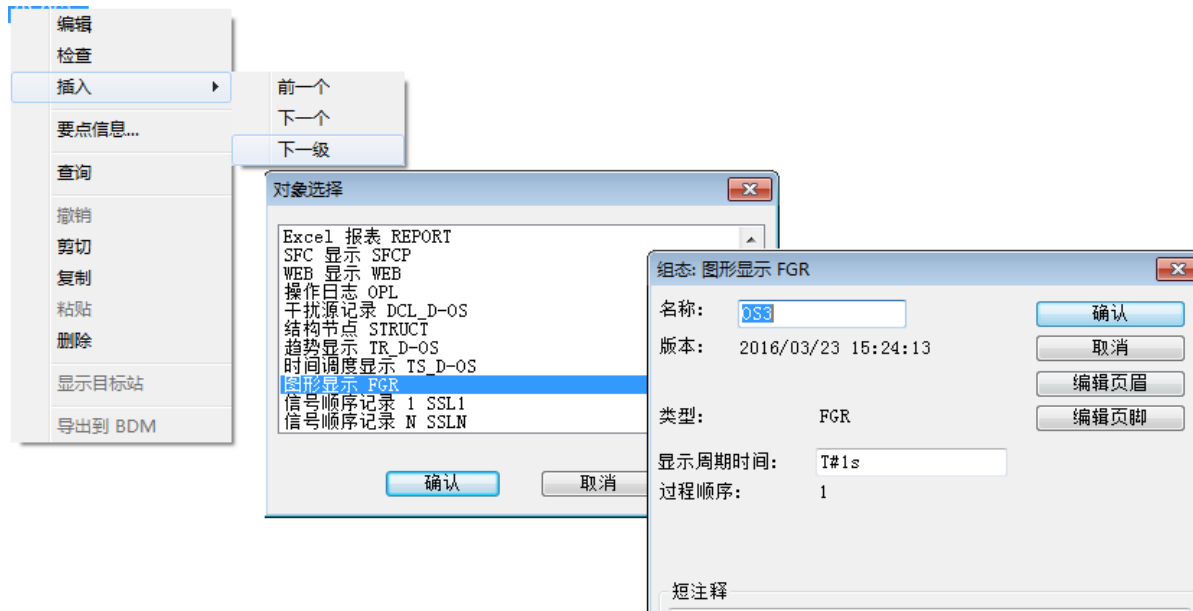 编辑
检查
插入
要点信息...
查询
撤销
剪切
复制
粘贴
删除
显示目标站
导出到 BDM
前一个
下一个
下一级
对象选择
Excel 报表 REPORT
SFC 显示 SFCP
WEB 显示 WEB
操作日志 OPL
干扰源记录 DCL_D-OS
结构节点 STRUCT
趋势显示 TR_D-OS
时间调度显示 TS_D-OS
图形显示 FGR
信号顺序记录 1 SSL1
信号顺序记录 N SSLN
确认
取消
组态: 图形显示 FGR
名称: OS3
确认
版本: 2016/03/23 15:24:13
取消
编辑页眉
类型: FGR
编辑页脚
显示周期时间: T#1s
过程顺序: 1
短注释